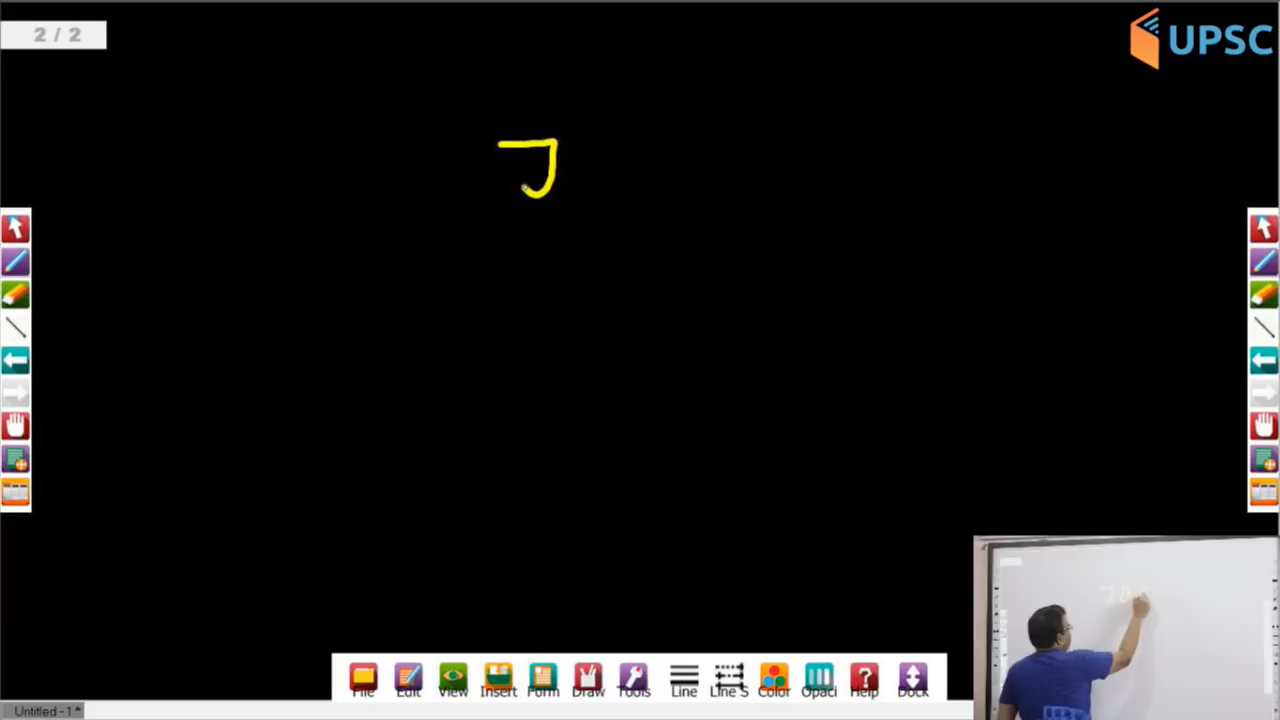 2 / 2
UPSC
J
File Edit View Insert Form Draw Tools Line Line S Color Opaci Help Dock
Untitled - 1 *